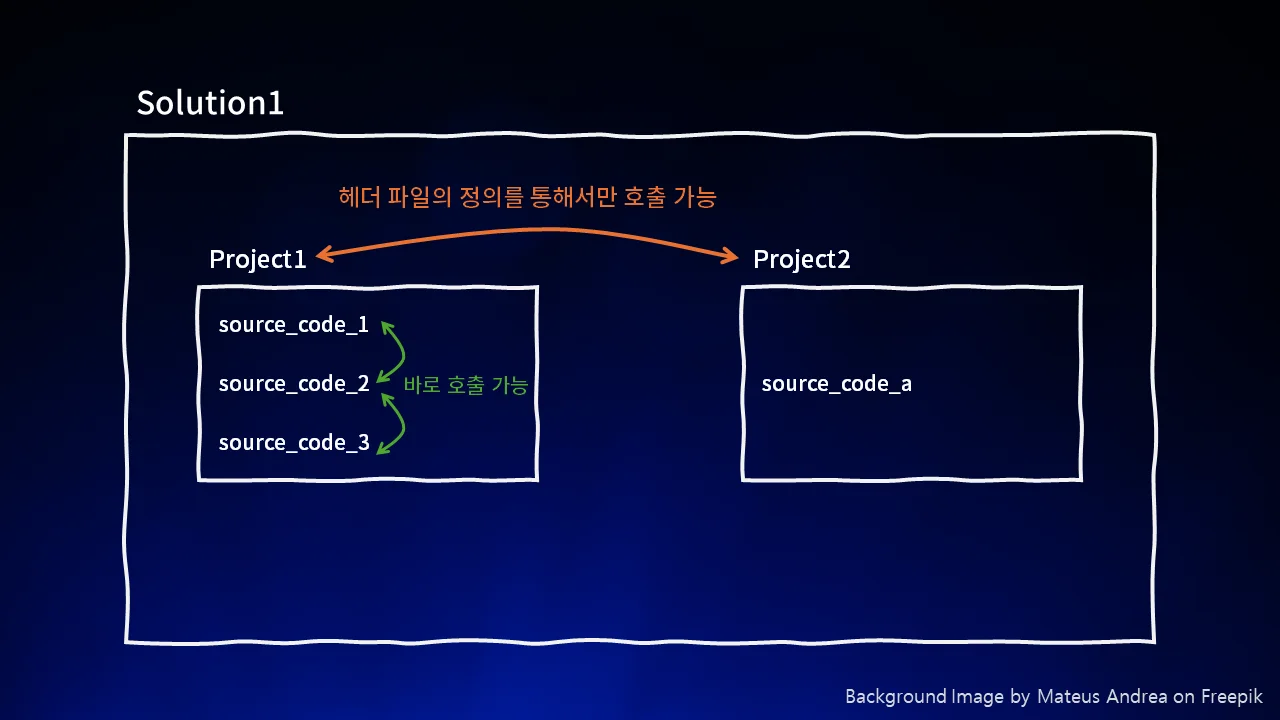 Solution1
헤더 파일의 정의를 통해서만 호출 가능
Project1
Project2
source_code_1
source_code_2
바로 호출 가능
source_code_3
source_code_a
Background Image by Mateus Andrea on Freepik